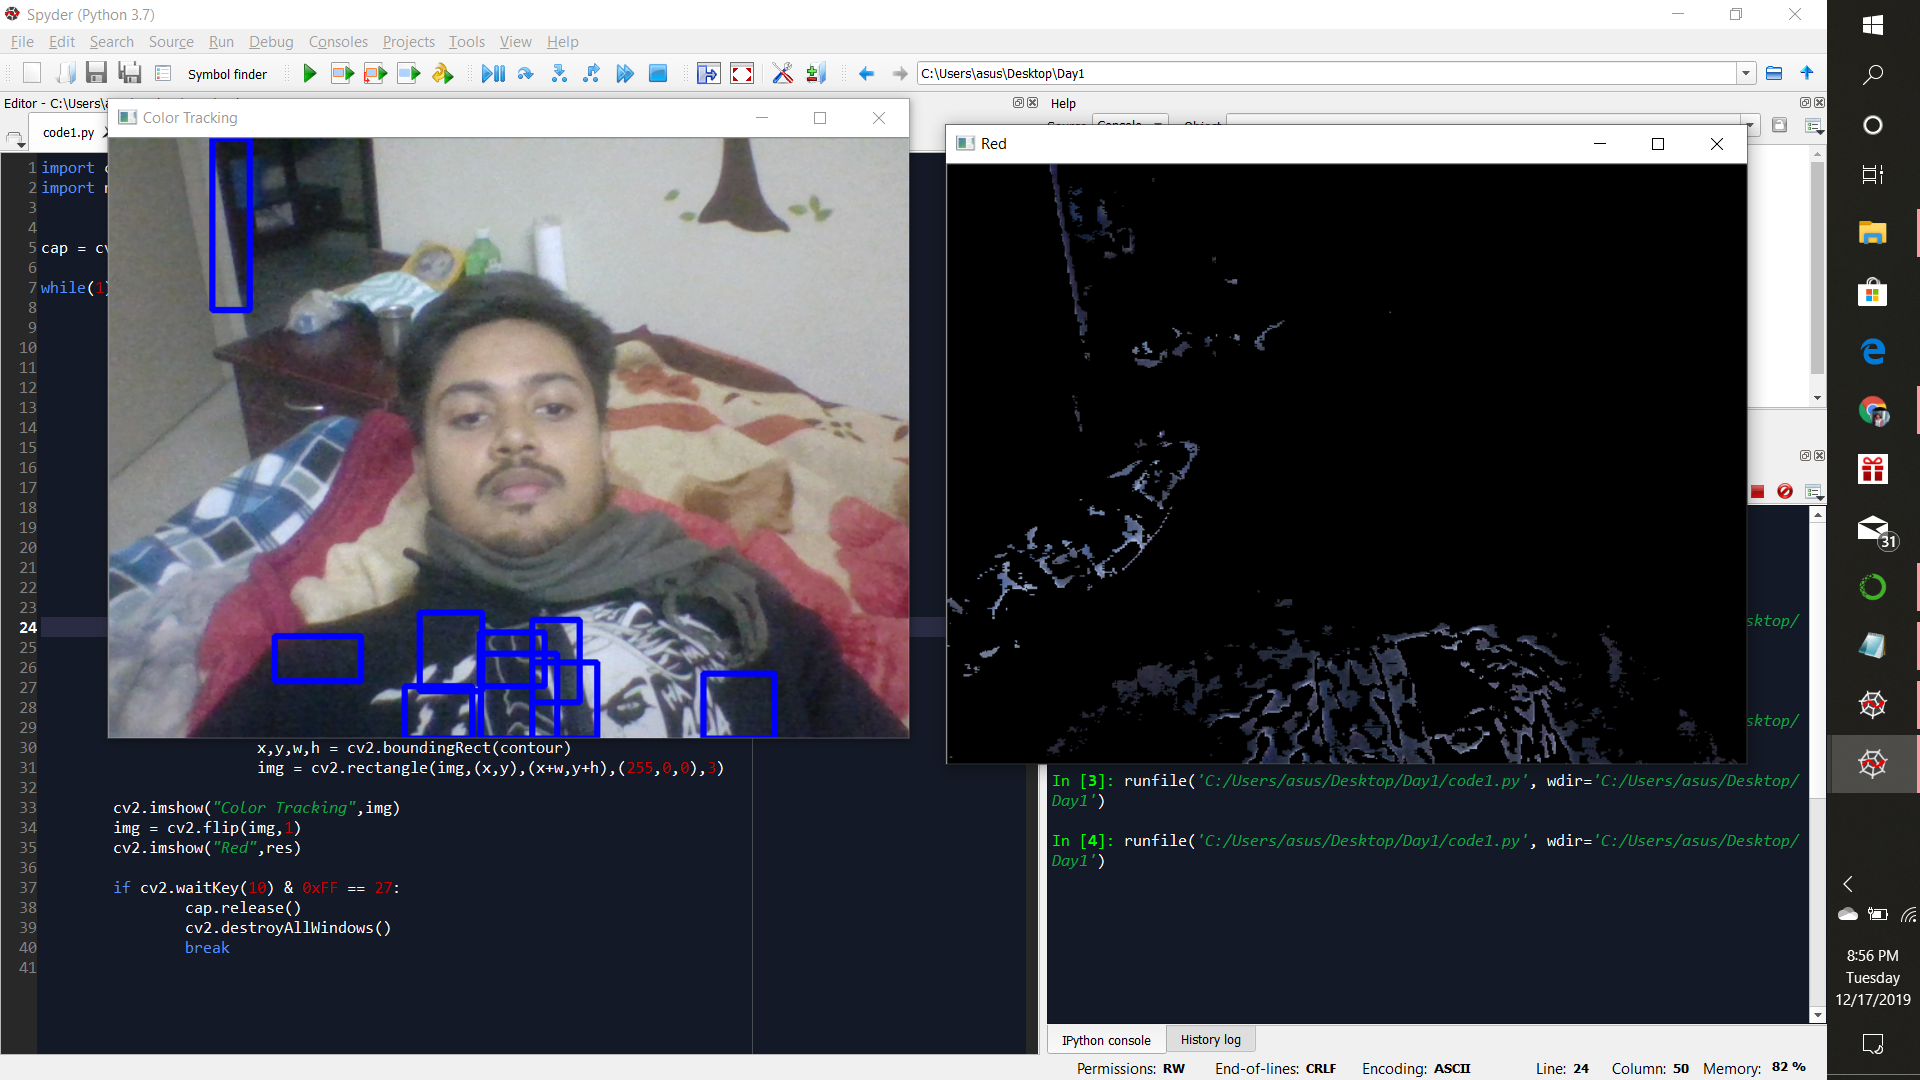 Spyder (Python 3.7)
File Edit Search Source Run Debug Consoles Projects Tools View Help
Symbol finder
C:\Users\asus\Desktop\Day1
Editor - C:\Users\
Help
code1.py
Color Tracking
Source Console Object
Red
1 import
2 import
3
4
5 cap =
6
7 while(1)
8
9
10
11
12
13
14
15
16
17
18
19
20
21
22
23
24
25
26
27
28
29
30 x,y,w,h = cv2.boundingRect(contour)
31 img = cv2.rectangle(img,(x,y),(x+w,y+h),(255,0,0),3)
32
33 cv2.imshow("Color Tracking",img)
34 img = cv2.flip(img,1)
35 cv2.imshow("Red",res)
36
37 if cv2.waitKey(10) & 0xFF == 27:
38 cap.release()
39 cv2.destroyAllWindows()
40 break
41
sktop/
sktop/
In [3]: runfile('C:/Users/asus/Desktop/Day1/code1.py', wdir='C:/Users/asus/Desktop/
Day1')
In [4]: runfile('C:/Users/asus/Desktop/Day1/code1.py', wdir='C:/Users/asus/Desktop/
Day1')
IPython console History log
Permissions: RW End-of-lines: CRLF Encoding: ASCII Line: 24 Column: 50 Memory: 82 %
31
8:56 PM
Tuesday
12/17/2019